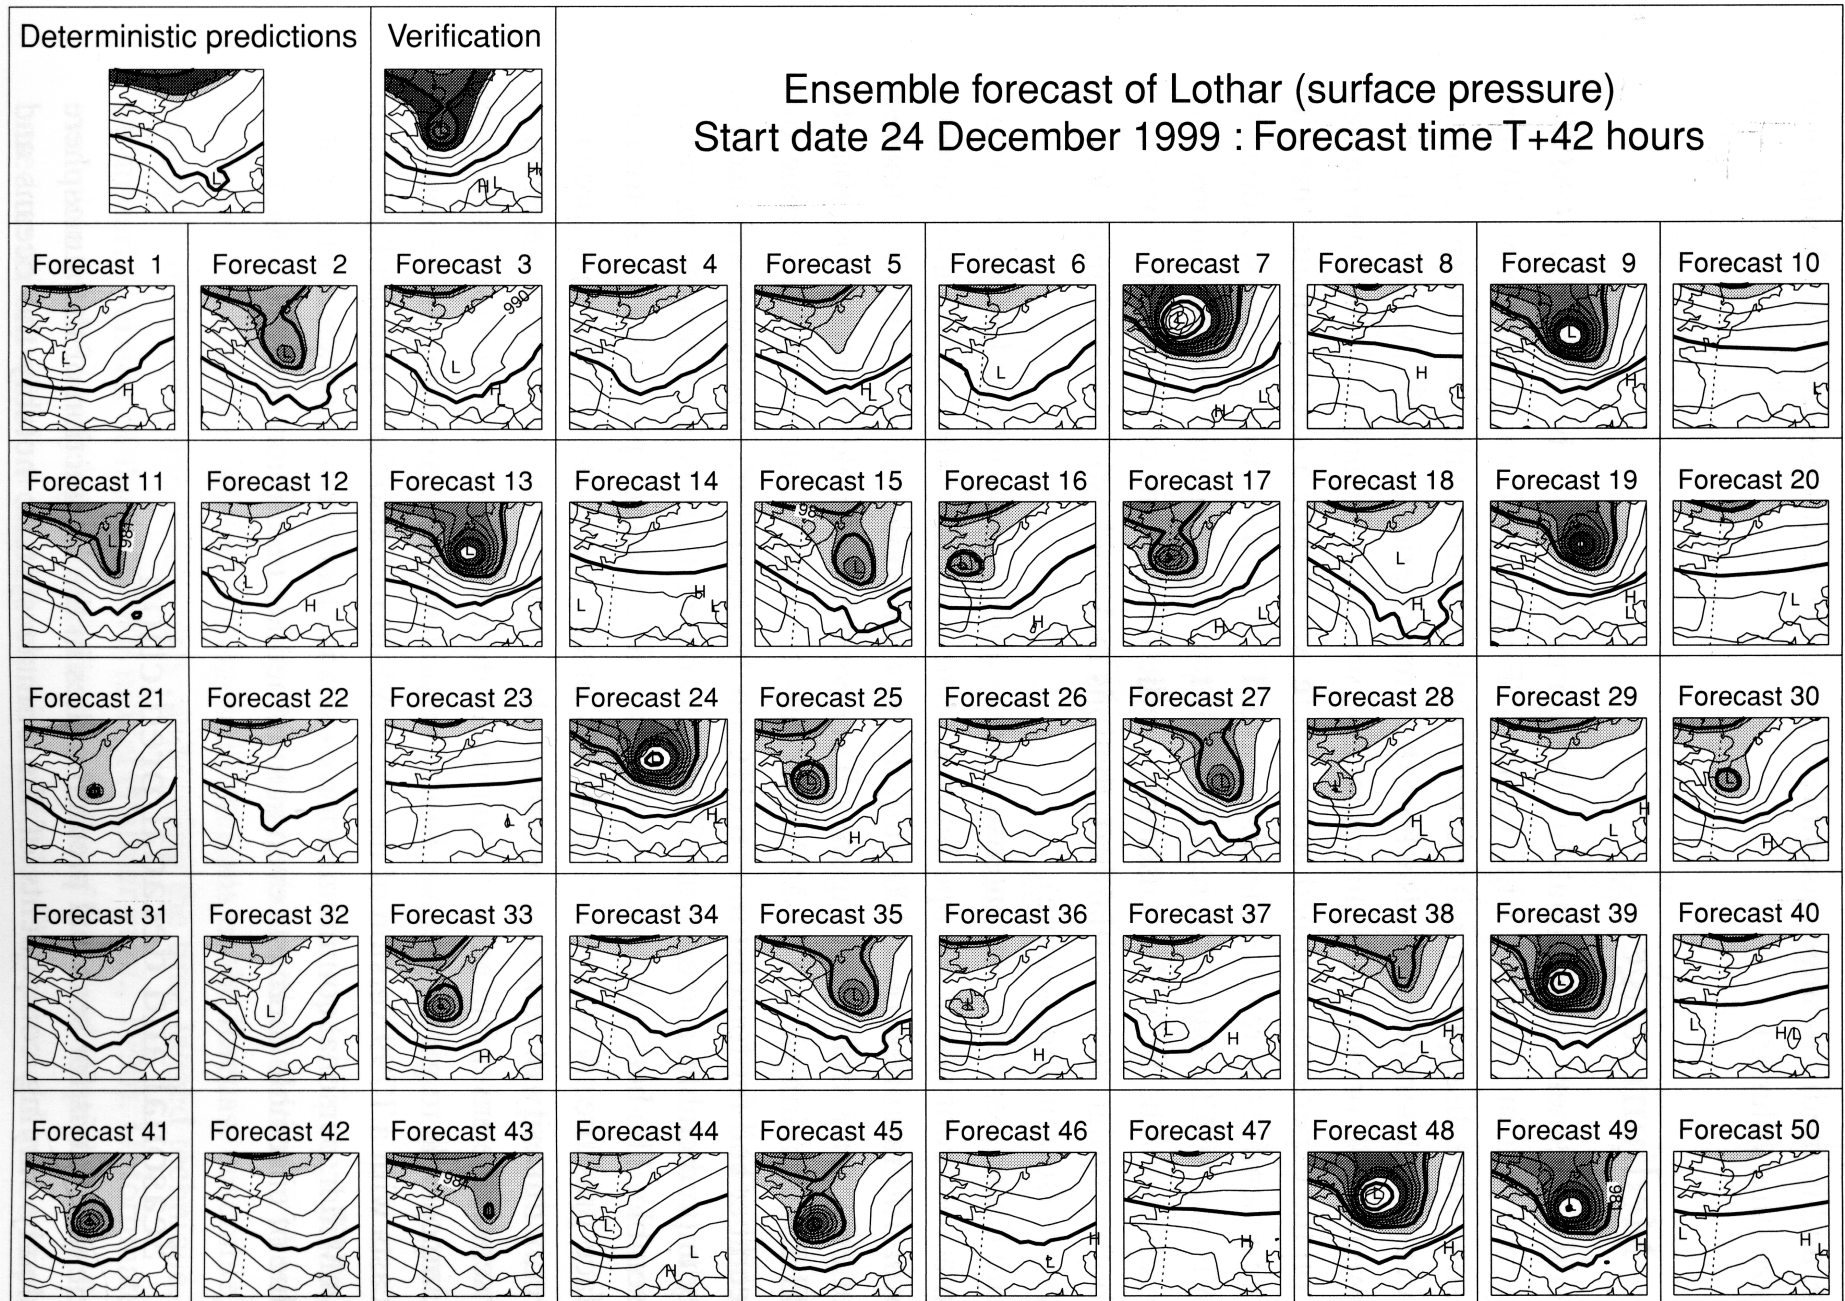 Deterministic predictions
Verification
Ensemble forecast of Lothar (surface pressure)
Start date 24 December 1999 : Forecast time T+42 hours
L
L
H L
H
Forecast 1
Forecast 2
Forecast 3
Forecast 4
Forecast 5
Forecast 6
Forecast 7
Forecast 8
Forecast 9
Forecast 10
990
Forecast 11
Forecast 12
Forecast 13
Forecast 14
Forecast 15
Forecast 16
Forecast 17
Forecast 18
Forecast 19
Forecast 20
984
Forecast 21
Forecast 22
Forecast 23
Forecast 24
Forecast 25
Forecast 26
Forecast 27
Forecast 28
Forecast 29
Forecast 30
Forecast 31
Forecast 32
Forecast 33
Forecast 34
Forecast 35
Forecast 36
Forecast 37
Forecast 38
Forecast 39
Forecast 40
Forecast 41
Forecast 42
Forecast 43
Forecast 44
Forecast 45
Forecast 46
Forecast 47
Forecast 48
Forecast 49
Forecast 50